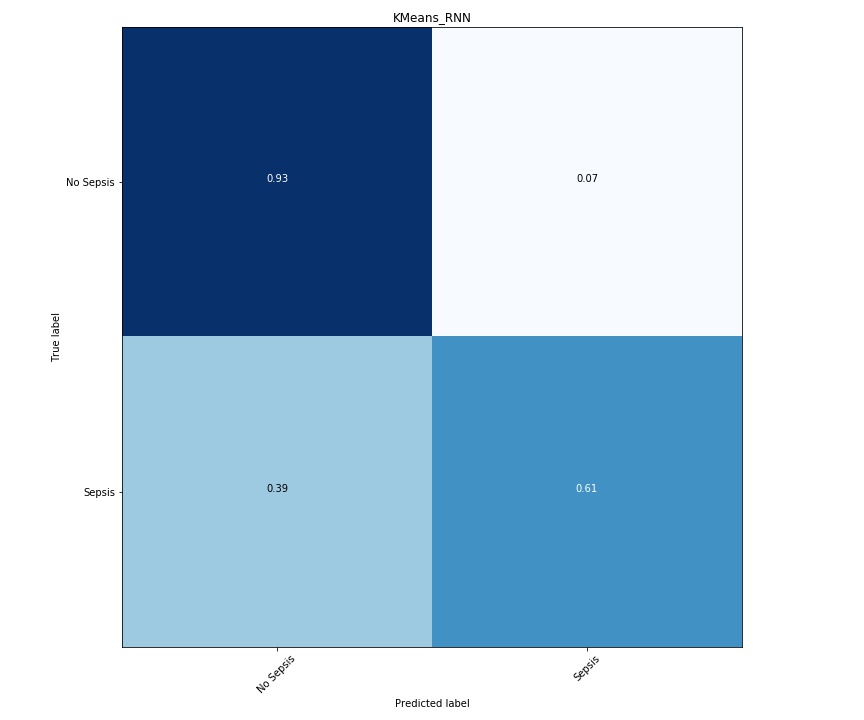 KMeans_RNN
True label
No Sepsis
0.93
0.07
Sepsis
0.39
0.61
No Sepsis
Sepsis
Predicted label